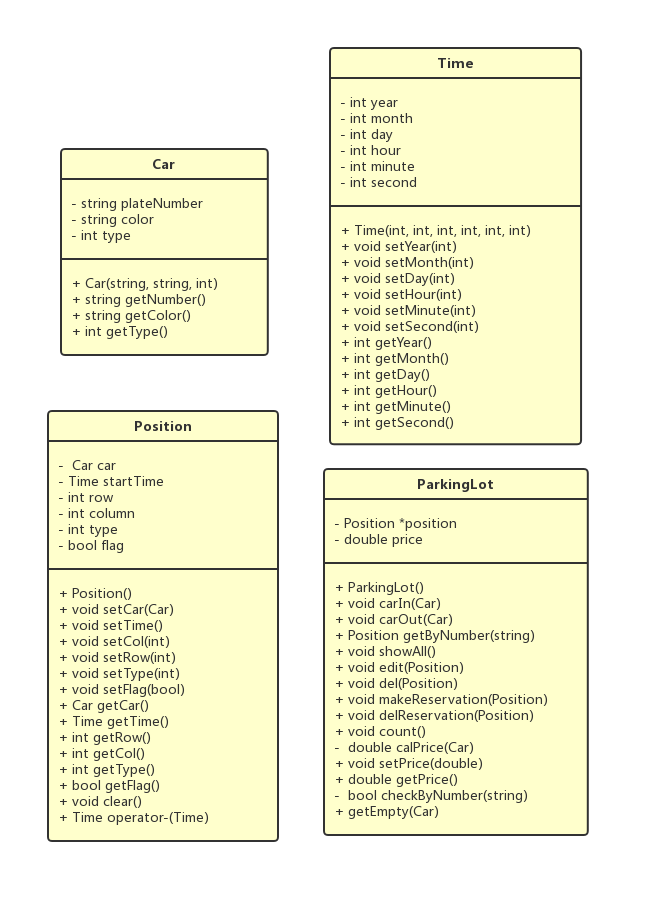 Time
- int year
- int month
- int day
- int hour
- int minute
- int second
+ Time(int, int, int, int, int, int)
+ void setYear(int)
+ void setMonth(int)
+ void setDay(int)
+ void setHour(int)
+ void setMinute(int)
+ void setSecond(int)
+ int getYear()
+ int getMonth()
+ int getDay()
+ int getHour()
+ int getMinute()
+ int getSecond()
Car
- string plateNumber
- string color
- int type
+ Car(string, string, int)
+ string getNumber()
+ string getColor()
+ int getType()
Position
- Car car
- Time startTime
- int row
- int column
- int type
- bool flag
+ Position()
+ void setCar(Car)
+ void setTime()
+ void setCol(int)
+ void setRow(int)
+ void setType(int)
+ void setFlag(bool)
+ Car getCar()
+ Time getTime()
+ int getRow()
+ int getCol()
+ int getType()
+ bool getFlag()
+ void clear()
+ Time operator-(Time)
ParkingLot
- Position *position
- double price
+ ParkingLot()
+ void carIn(Car)
+ void carOut(Car)
+ Position getByNumber(string)
+ void showAll()
+ void edit(Position)
+ void del(Position)
+ void makeReservation(Position)
+ void delReservation(Position)
+ void count()
- double calPrice(Car)
+ void setPrice(double)
+ double getPrice()
- bool checkByNumber(string)
+ getEmpty(Car)